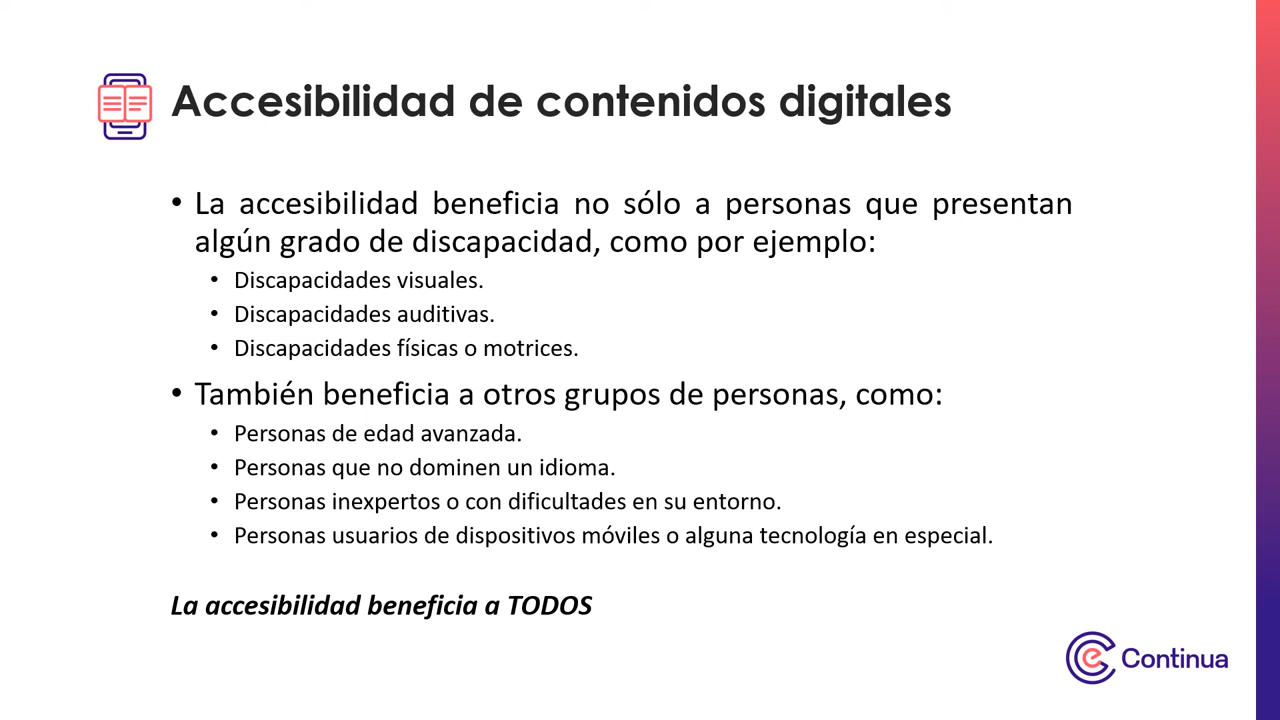 Accesibilidad de contenidos digitales
• La accesibilidad beneficia no sólo a personas que presentan
algún grado de discapacidad, como por ejemplo:
• Discapacidades visuales.
• Discapacidades auditivas.
• Discapacidades físicas o motrices.
• También beneficia a otros grupos de personas, como:
• Personas de edad avanzada.
• Personas que no dominen un idioma.
• Personas inexpertos o con dificultades en su entorno.
• Personas usuarios de dispositivos móviles o alguna tecnología en especial.
La accesibilidad beneficia a TODOS
e Continua